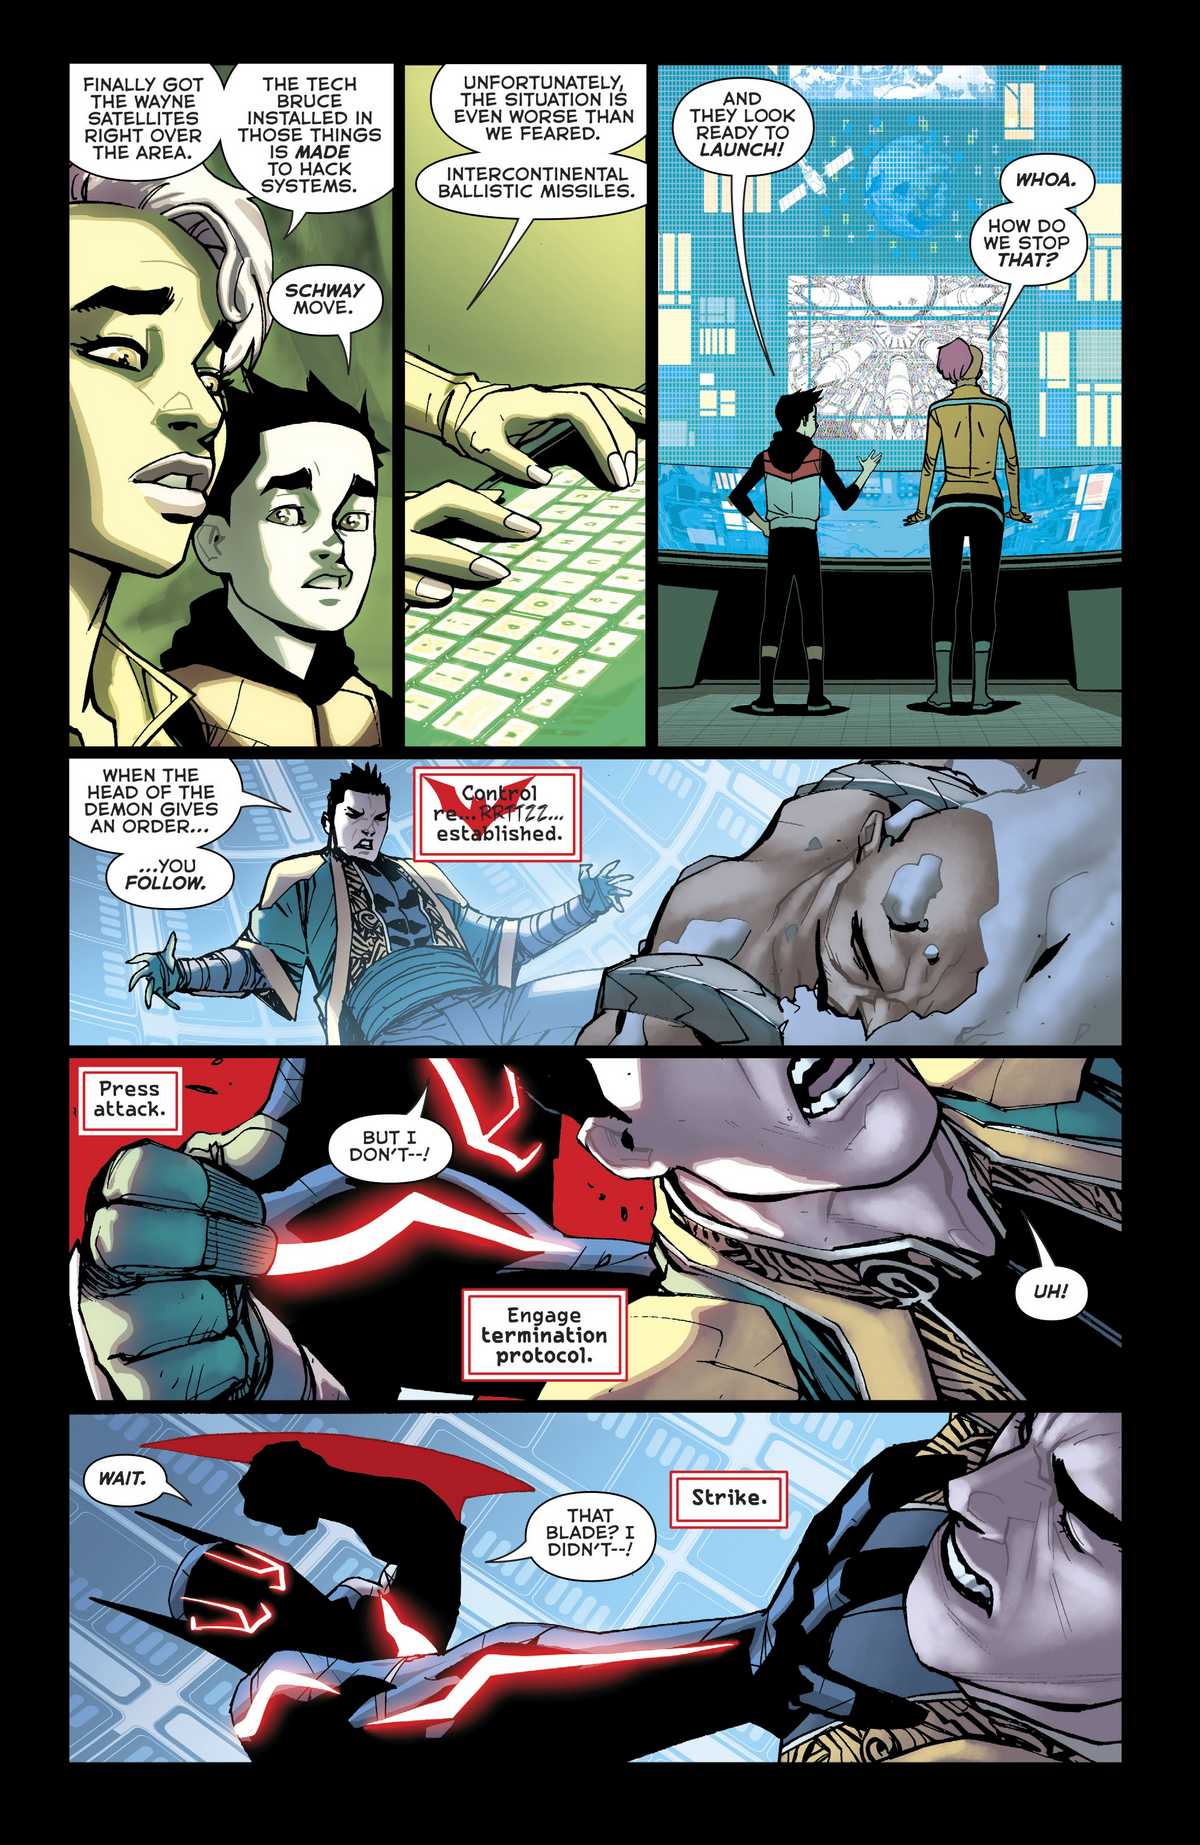 FINALLY GOT
THE WAYNE
SATELLITES
RIGHT OVER
THE AREA.
THE TECH
BRUCE
INSTALLED IN
THOSE THINGS
IS MADE
TO HACK
SYSTEMS.
SCHWAY
MOVE.
UNFORTUNATELY,
THE SITUATION IS
EVEN WORSE THAN
WE FEARED.
INTERCONTINENTAL
BALLISTIC MISSILES.
AND
THEY LOOK
READY TO
LAUNCH!
WHOA.
HOW DO
WE STOP
THAT?
WHEN THE
HEAD OF THE
DEMON GIVES
AN ORDER...
...YOU
FOLLOW.
Control
re...RRTTZZ...
established.
Press
attack.
BUT I
DON'T--!
Engage
termination
protocol.
UH!
WAIT.
THAT
BLADE? I
DIDN'T--!
Strike.